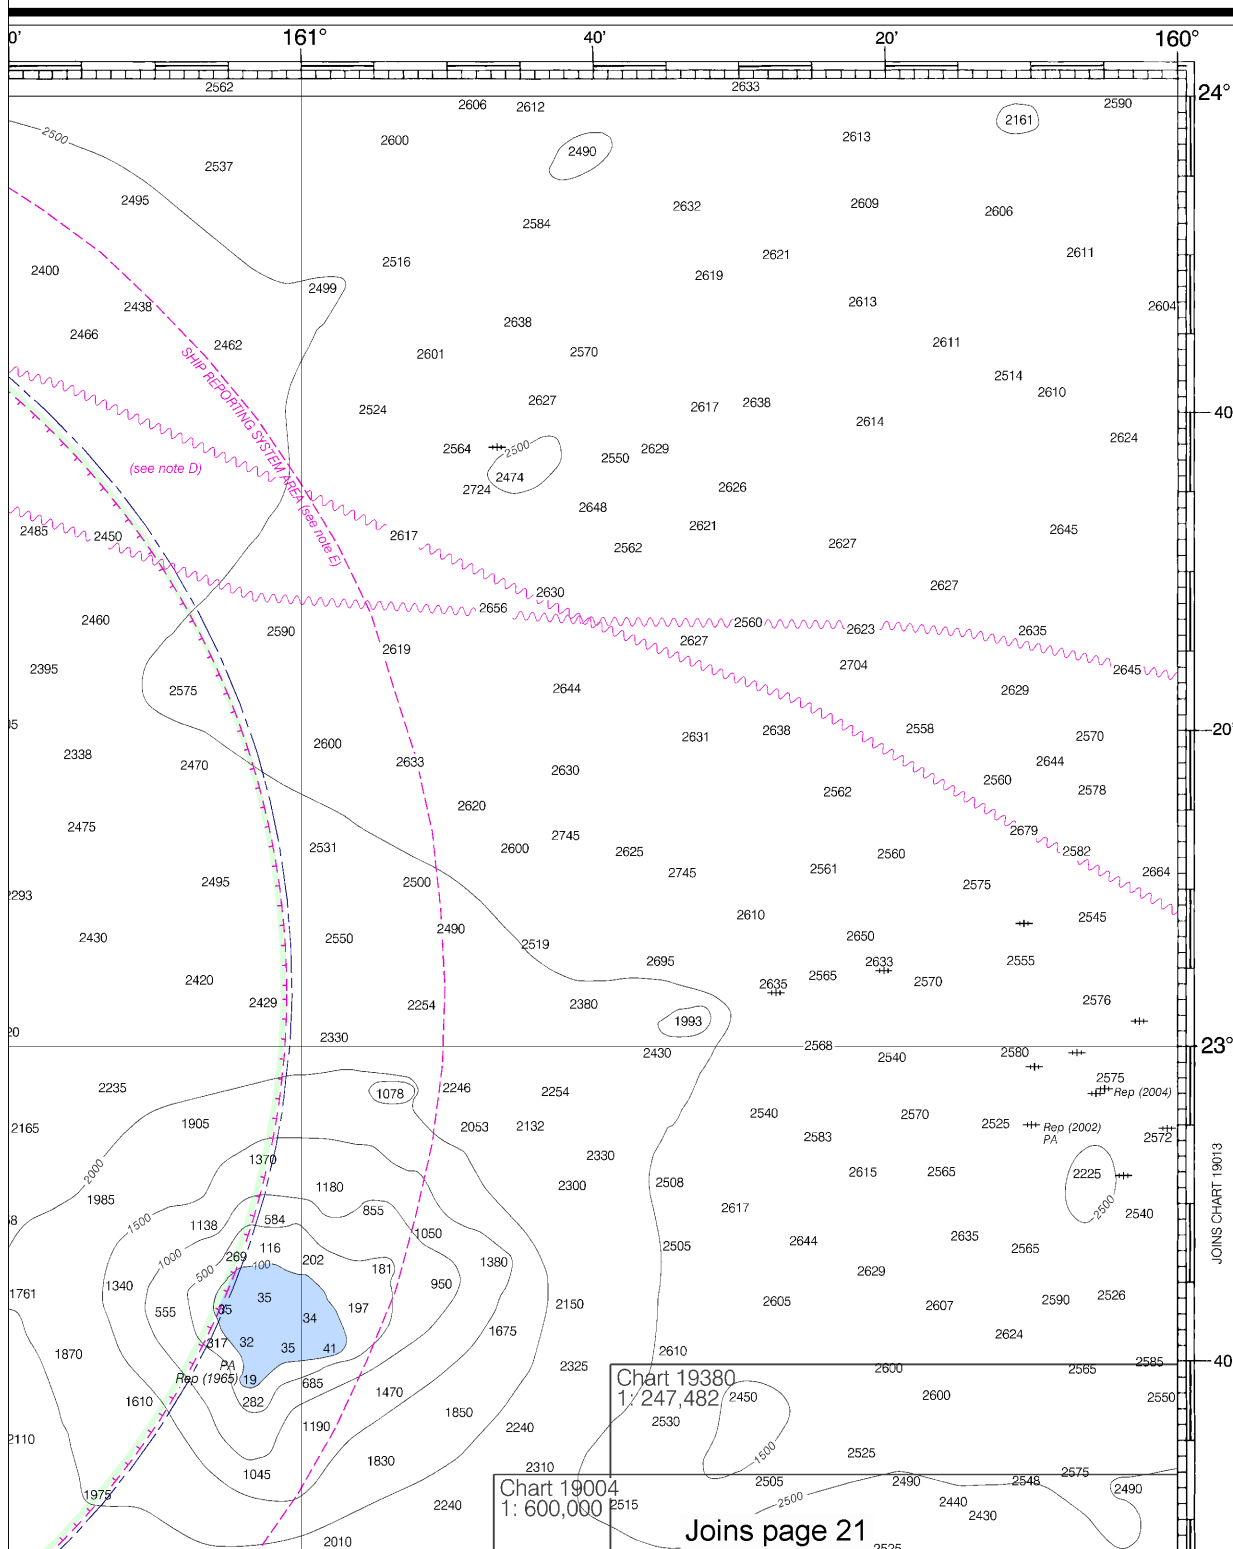 0' 161° 40' 20' 160°
2562 2633
24°
2606 2612 2590
2161
2500 2600 2613
2490
2537
2495 2632 2609 2606
2584
2611
2516 2621
2400 2619
2499
2438 2613 2604
2638
2466 2462 2611
2601 2570
2514
2610
2627 2638
2524 2617 40'
2614
2624
SHIP REPORTING SYSTEM AREA (see note E)
2564 2500 2629
2550
(see note D)
2474
2724 2626
2648
2621
2485 2450 2617 2645
2562 2627
2627
2630
2656
2460 2560
2590 2623 2635
2627
2619
2395 2704 2645
2575 2644 2629
35
2631 2638 2558 20'
2600 2570
2338 2470 2633 2644
2630 2560
2562 2578
2620
2475 2745 2679
2531 2600 2625 2560 2582
2561
2495 2500 2745 2575 2664
2293
2610 2545
2490
2430 2550 2519 2650
2695 2633 2555
2420 2635 2565 2570
2429 2254 2380 2576
1993
20 2330
2430 2568 2540 2580 23°
2235 1078 2246 2254 2575
Rep (2004)
2165 1905 2053 2132 2540 2570 2525 Rep (2002)
PA
2583 2572
1370 2330
2000 2615 2565 2225
1985 1180 2300 2508
JOINS CHART 19013
855 2617 2500 2540
58 1500 1138 584
1050 2635
116 2505 2644 2565
1000 269 202 1380
500 100 181
1340 950 2629
1761 35 2526
555 35 197 2150 2605 2607 2590
34
1675 2624
317 32 35 41
1870 PA 2610 2585
Rep (1965) 19 2325 2600 2565 40'
685 Chart 19380
1610 282 1470 1: 247,482 2450 2600 2550
1850 2530
1190 2240
2110 1830 2525
1045 2310 1500 2575
Chart 19004 2505 2490 2548 2490
1975 1: 600,000 2515 2500 2440
2240 2430
2010 Joins page 21
2525